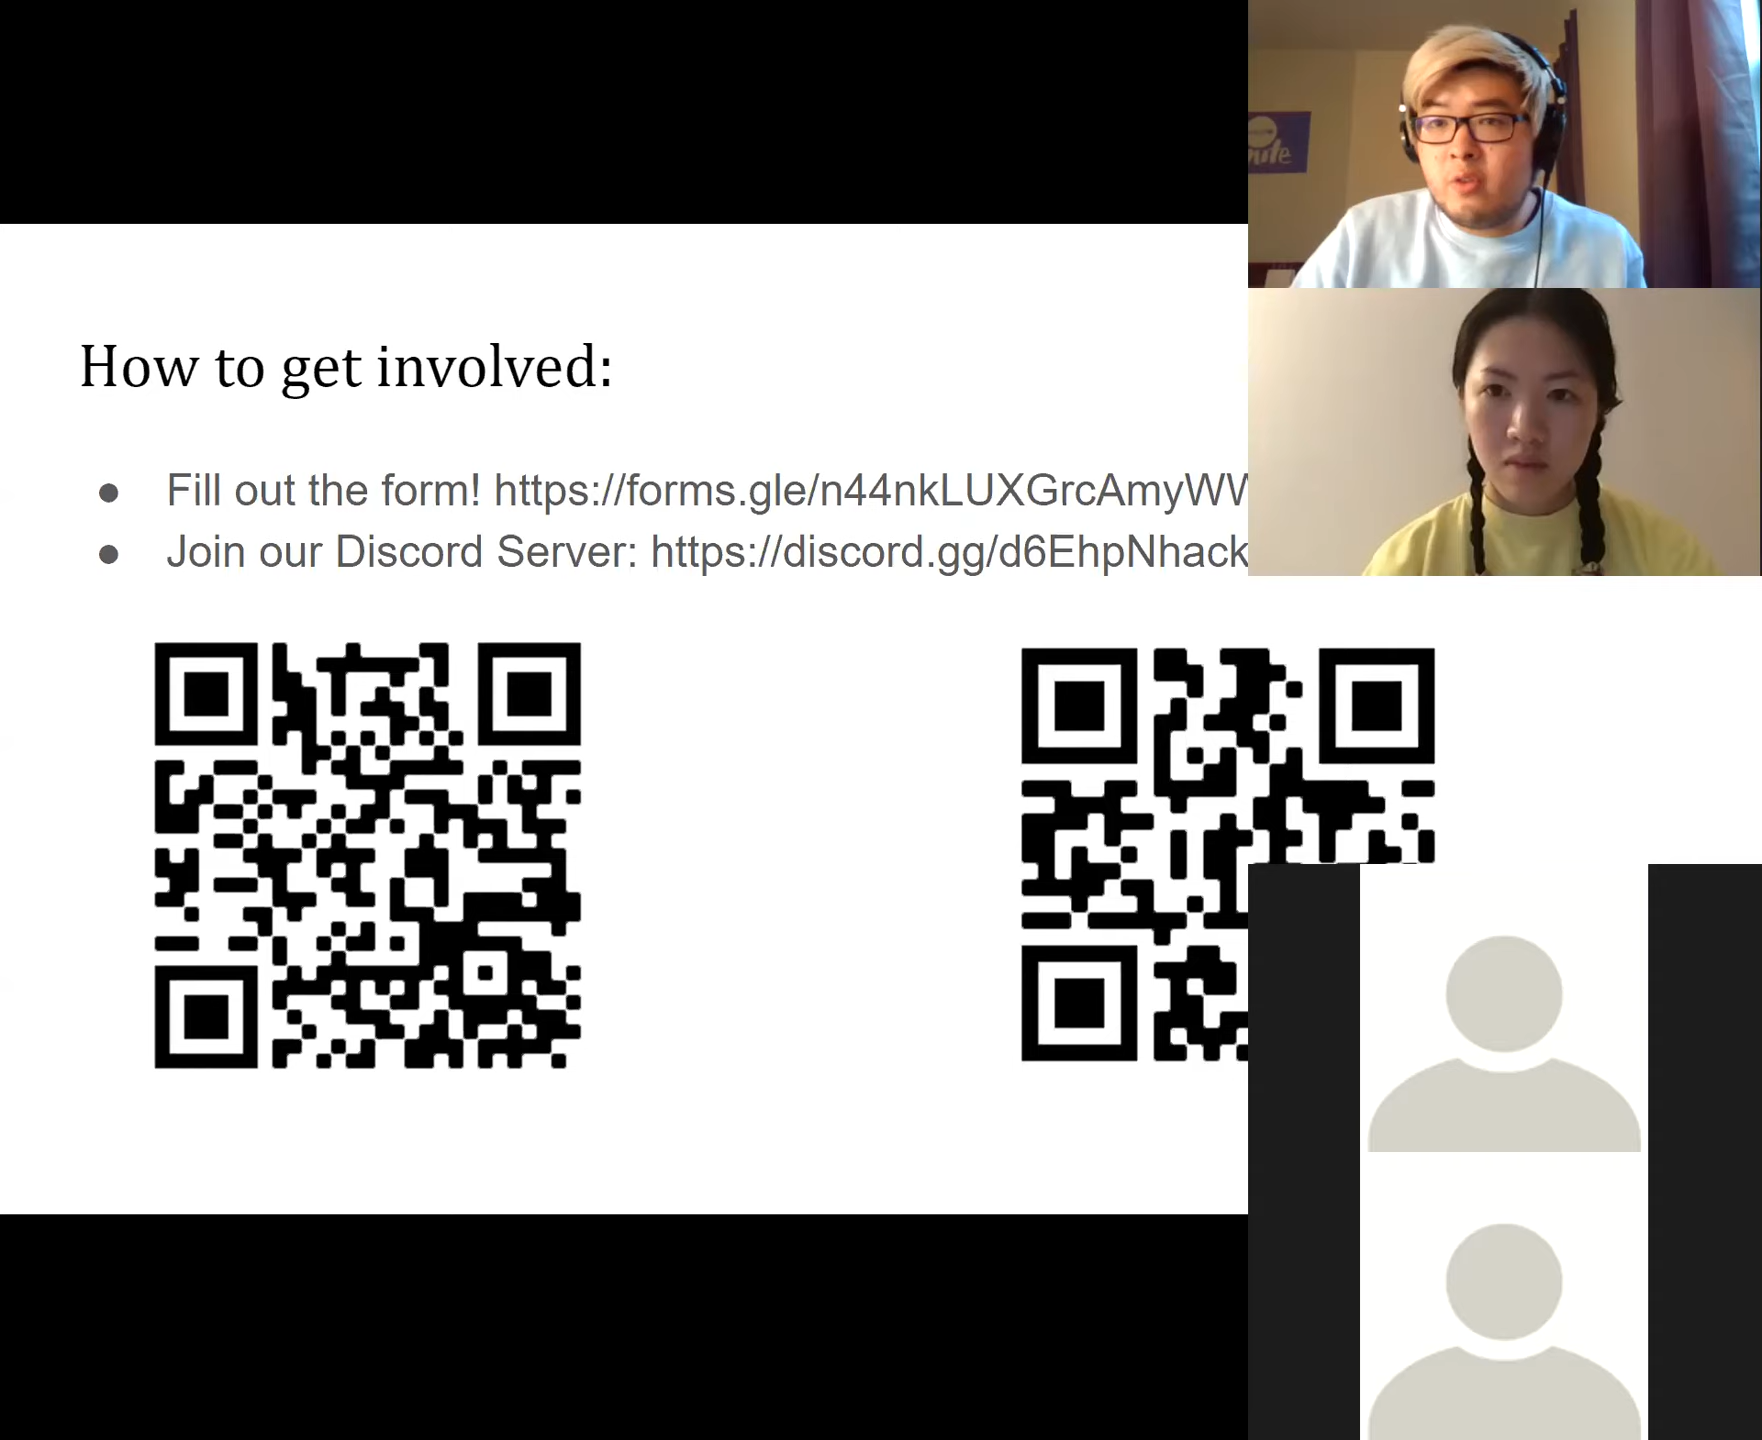 How to get involved:
● Fill out the form! https://forms.gle/n44nkLUXGrcAmyW
● Join our Discord Server: https://discord.gg/d6EhpNhack